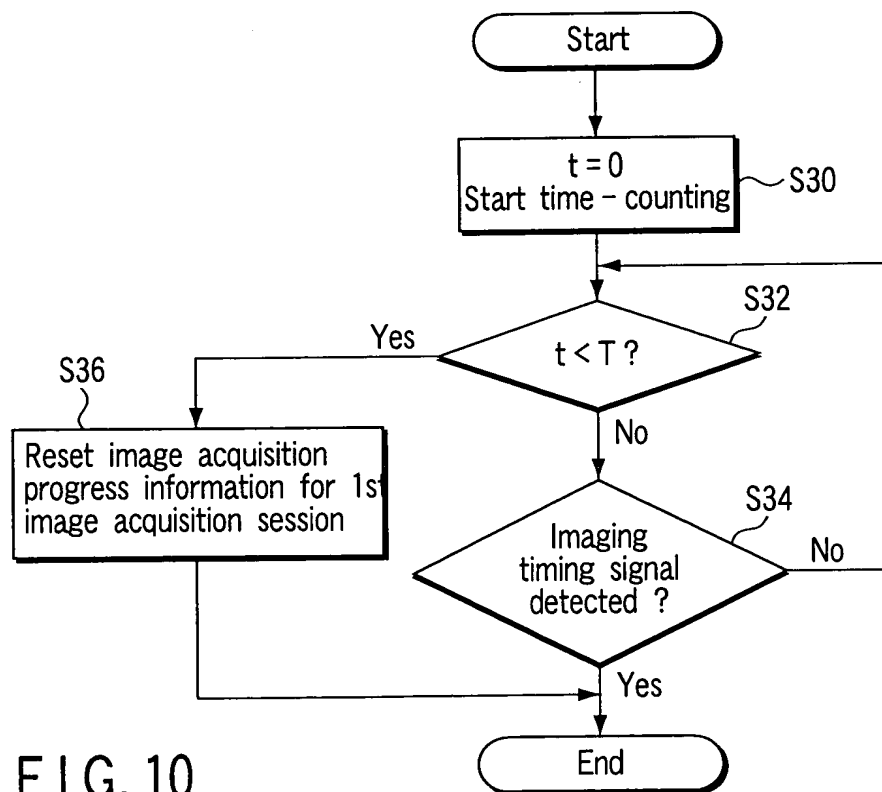 Start
t = 0
Start time - counting
S30
S32
t < T ?
Yes
No
S36
Reset image acquisition
progress information for 1st
image acquisition session
S34
Imaging
timing signal
detected ?
No
Yes
End
FIG. 10